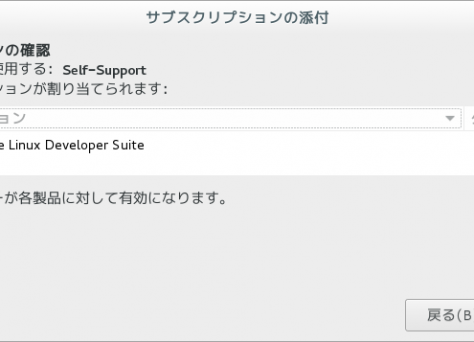 サブスクリプションの添付
ンの確認
使用する: Self-Support
ションが割り当てられます:
ョン
e Linux Developer Suite
ーが各製品に対して有効になります。
戻る(B